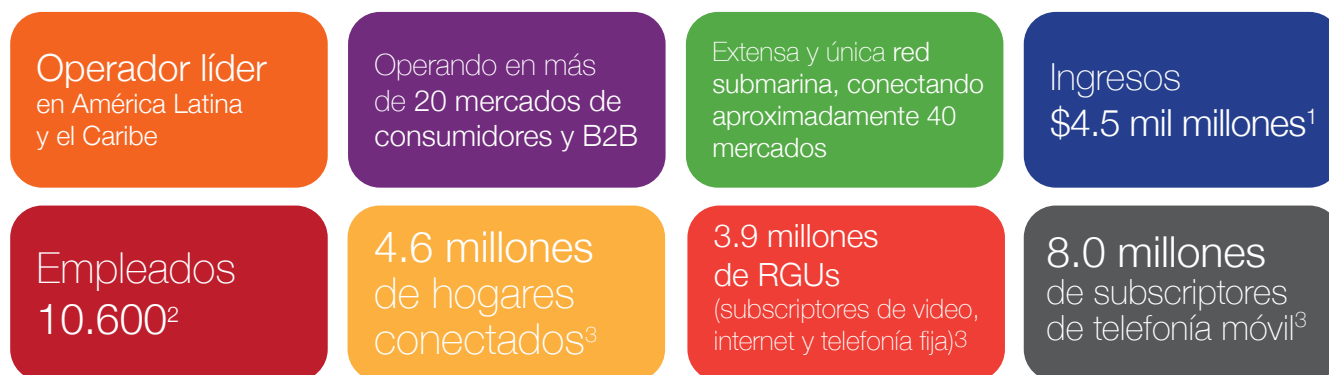 Operador líder
en América Latina
y el Caribe
Operando en más
de 20 mercados de
consumidores y B2B
Extensa y única red
submarina, conectando
aproximadamente 40
mercados
Ingresos
$4.5 mil millones¹
Empleados
10.600²
4.6 millones
de hogares
conectados³
3.9 millones
de RGUs
(subscriptores de video,
internet y telefonía fija)3
8.0 millones
de subscriptores
de telefonía móvil³